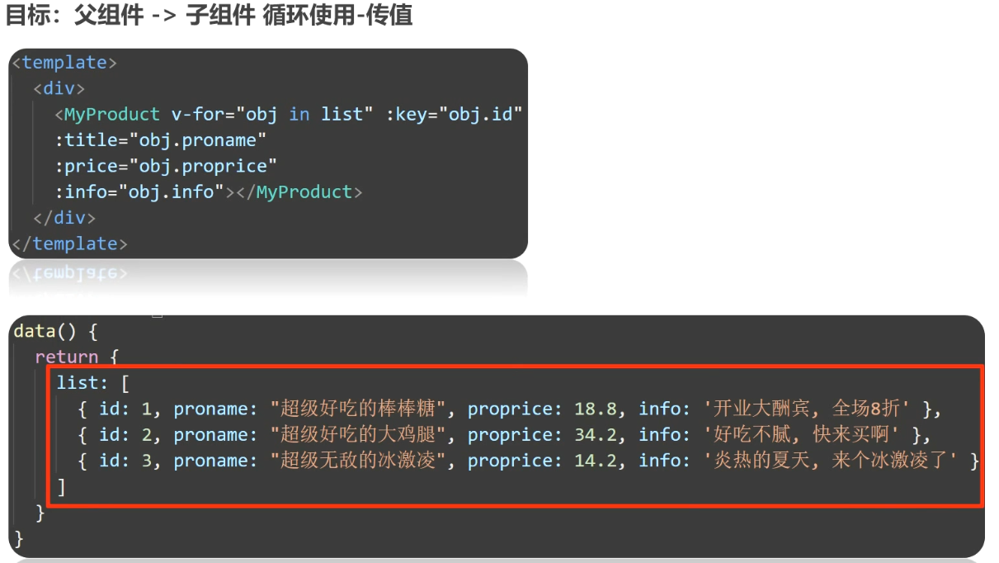 目标：父组件 -> 子组件 循环使用-传值
<template>
<div>
<MyProduct v-for="obj in list" :key="obj.id"
:title="obj.proname"
:price="obj.proprice"
:info="obj.info"></MyProduct>
</div>
</template>
data() {
return {
list: [
{ id: 1, proname: "超级好吃的棒棒糖", proprice: 18.8, info: '开业大酬宾, 全场8折' },
{ id: 2, proname: "超级好吃的大鸡腿", proprice: 34.2, info: '好吃不腻, 快来买啊' },
{ id: 3, proname: "超级无敌的冰激凌", proprice: 14.2, info: '炎热的夏天, 来个冰激凌了' }
]
}
}